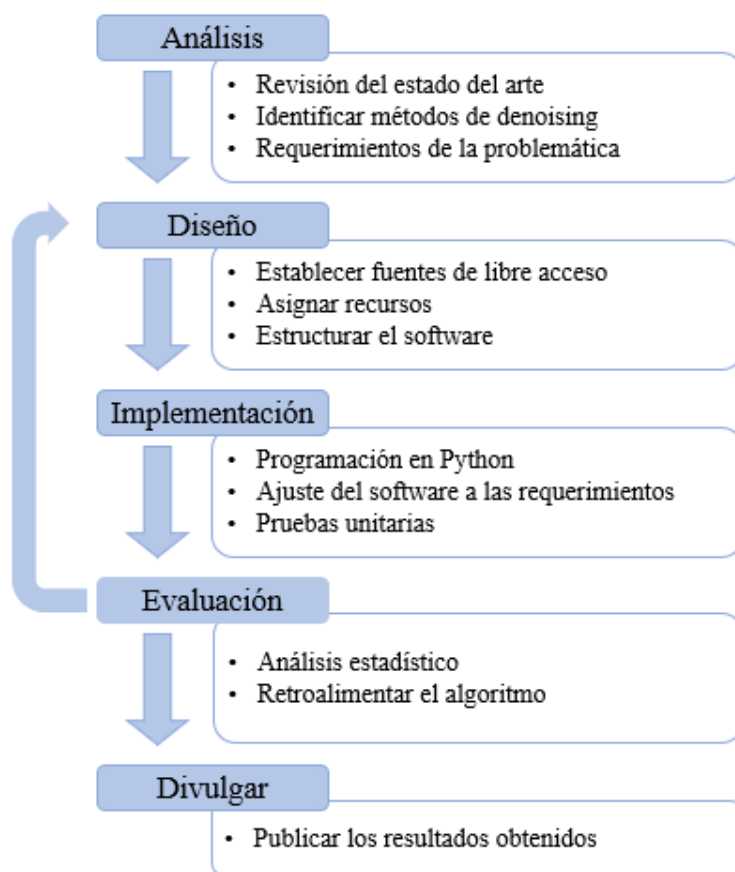 Análisis
• Revisión del estado del arte
• Identificar métodos de denoising
• Requerimientos de la problemática
Diseño
• Establecer fuentes de libre acceso
• Asignar recursos
• Estructurar el software
Implementación
• Programación en Python
• Ajuste del software a las requerimientos
• Pruebas unitarias
Evaluación
• Análisis estadístico
• Retroalimentar el algoritmo
Divulgar
• Publicar los resultados obtenidos